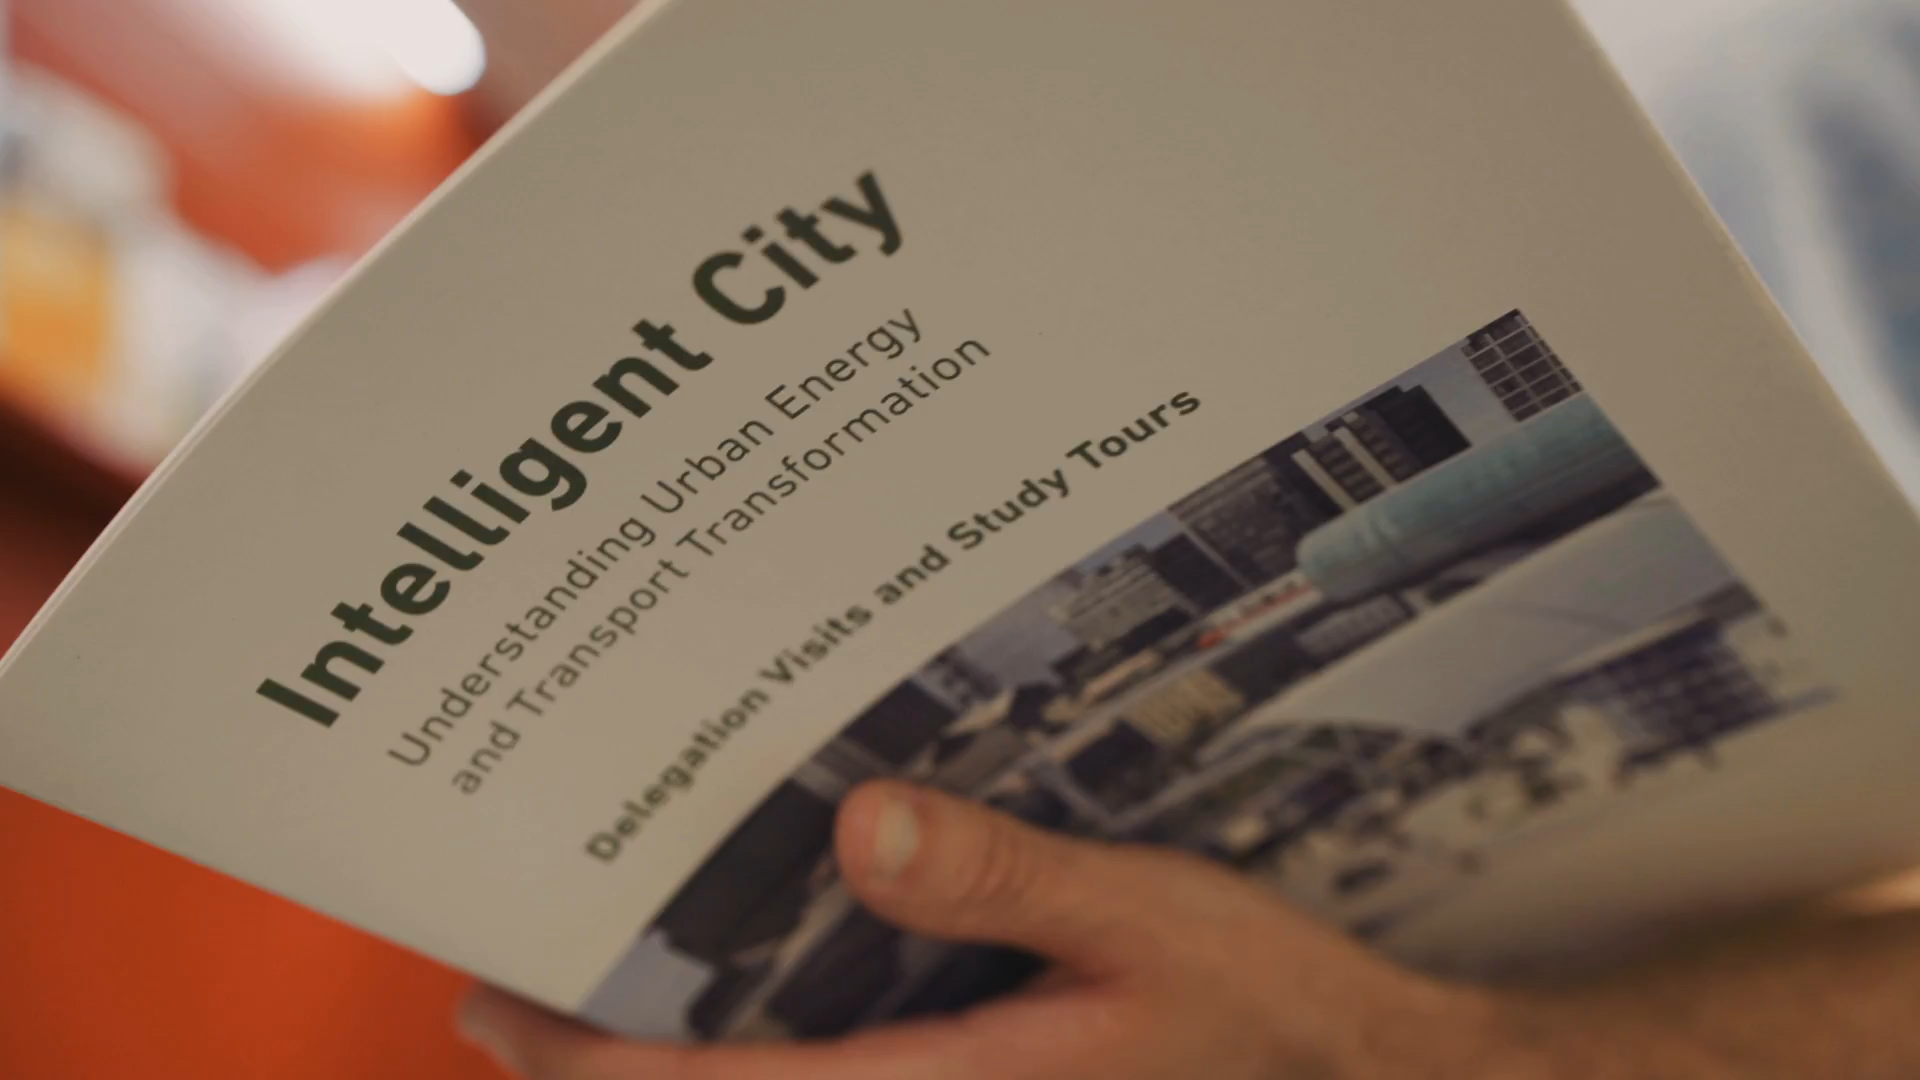 Intelligent City
Understanding Urban Energy
and Transport Transformation
Delegation Visits and Study Tours